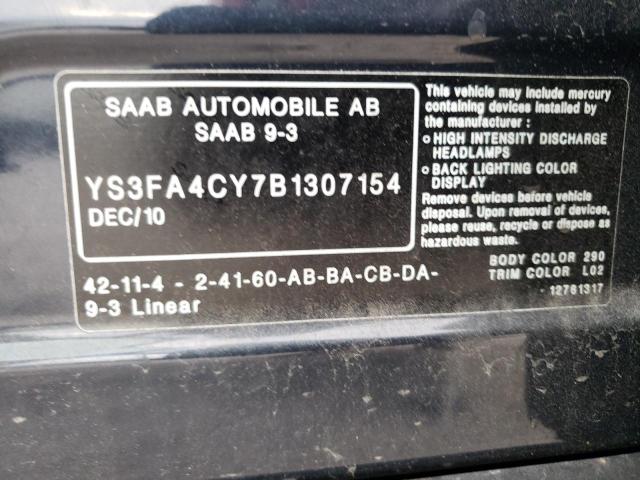 SAAB AUTOMOBILE AB
SAAB 9-3
YS3FA4CY7B1307154
DEC/10
42-11-4 - 2-41-60-AB-BA-CB-DA-
9-3 Linear
This vehicle may include mercury
containing devices installed by
the manufacturer :
o HIGH INTENSITY DISCHARGE
HEADLAMPS
o BACK LIGHTING COLOR
DISPLAY
Remove devices before vehicle
disposal. Upon removal of devices,
please reuse, recycle or dispose as
hazardous waste.
BODY COLOR 290
TRIM COLOR L02
- 12761317